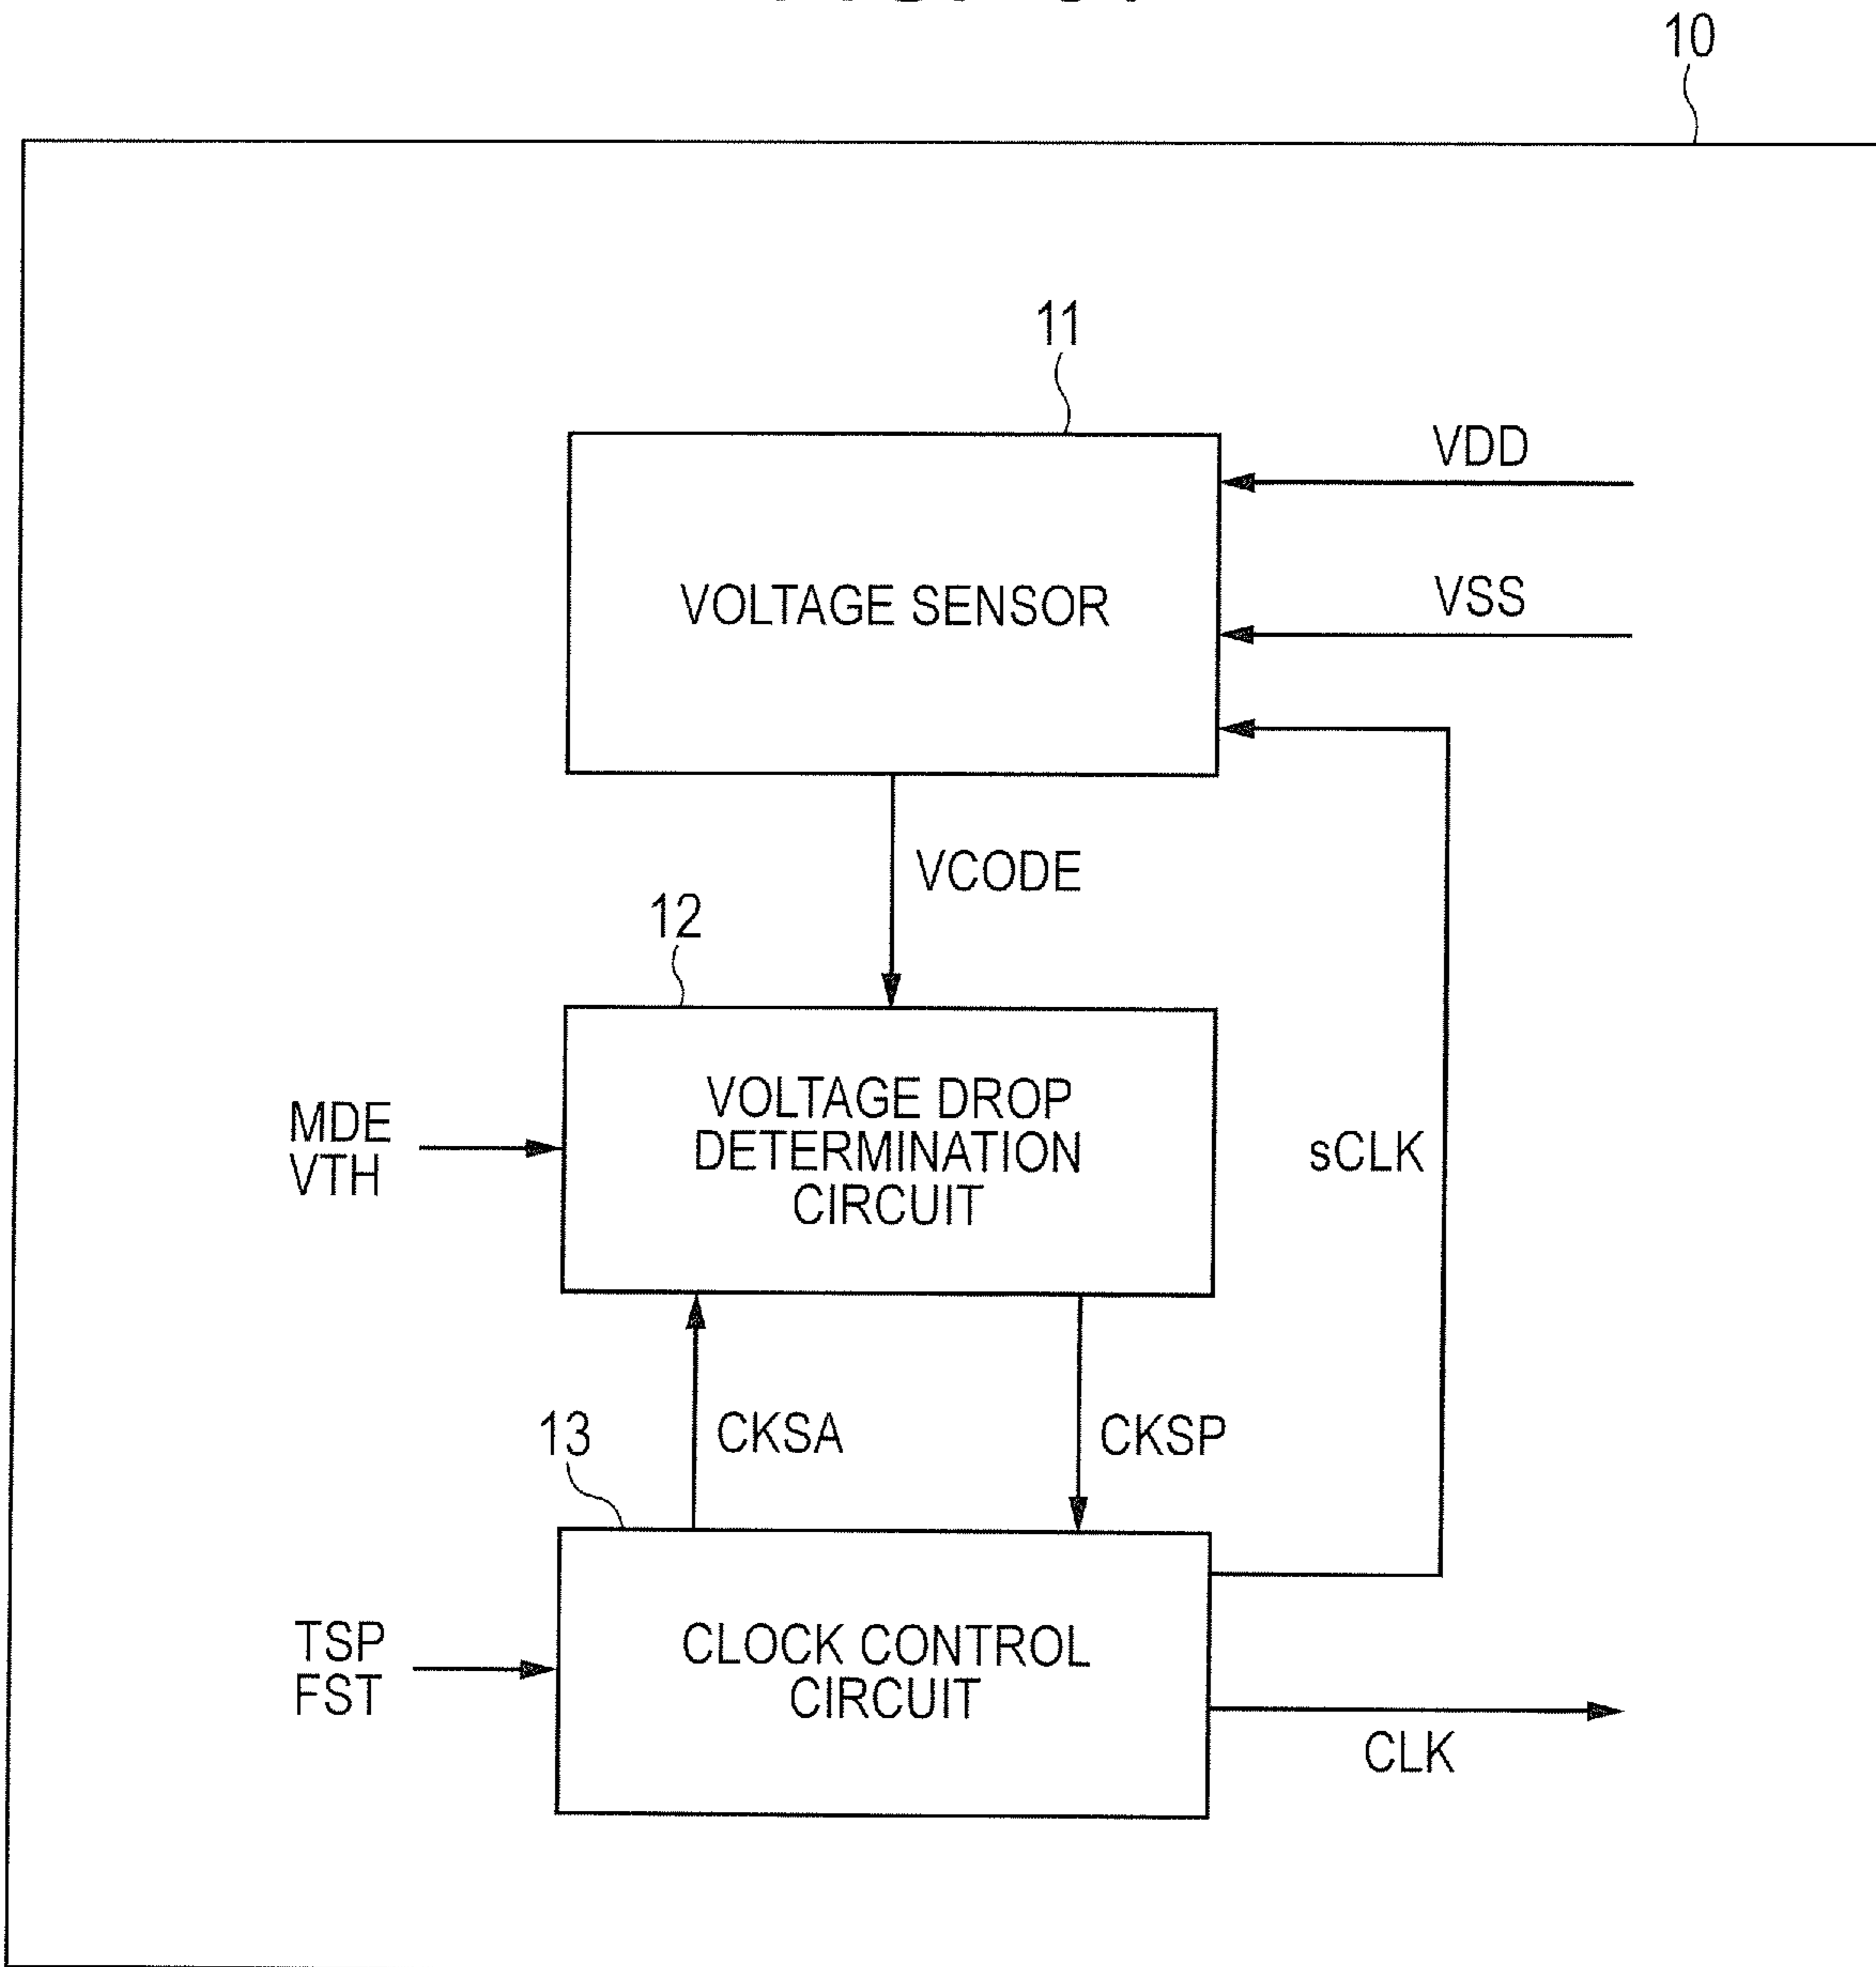 10
11
VDD
VOLTAGE SENSOR
VSS
VCODE
12
VOLTAGE DROP
DETERMINATION
CIRCUIT
MDE
VTH
sCLK
CKSA
CKSP
13
CLOCK CONTROL
CIRCUIT
TSP
FST
CLK